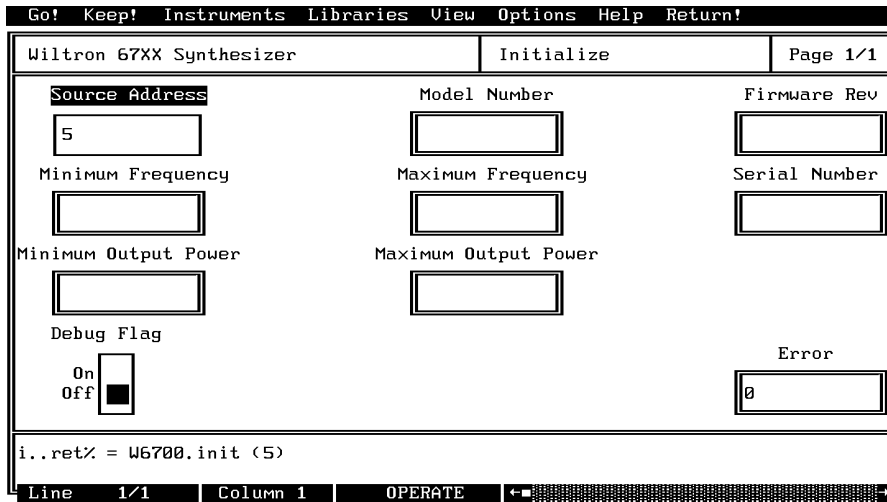 Go! Keep! Instruments Libraries View Options Help Return!
Wiltron 67XX Synthesizer Initialize Page 1/1
Source Address Model Number Firmware Rev
5
Minimum Frequency Maximum Frequency Serial Number
Minimum Output Power Maximum Output Power
Debug Flag
On
Off
Error
0
i..ret% = W6700.init (5)
Line 1/1 Column 1 OPERATE